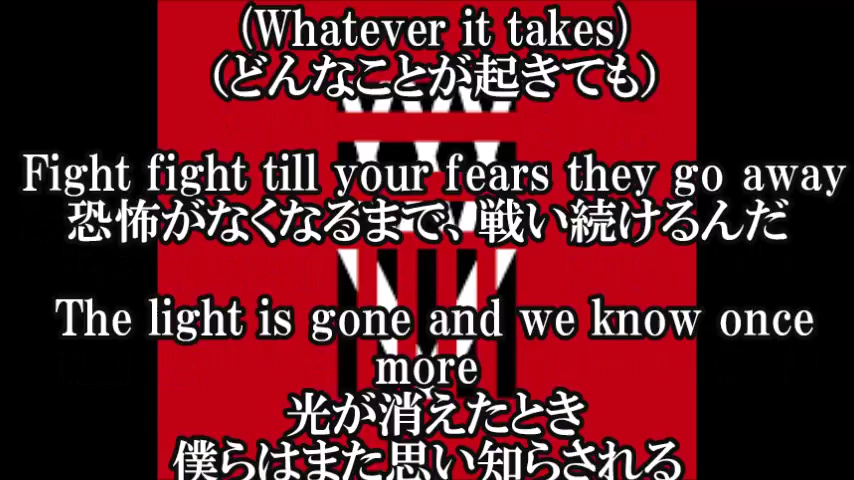 (Whatever it takes)
(どんなことが起きても)
Fight fight till your fears they go away
恐怖がなくなるまで、戦い続けるんだ
The light is gone and we know once
more
光が消えたとき
僕らはまた思い知らされる